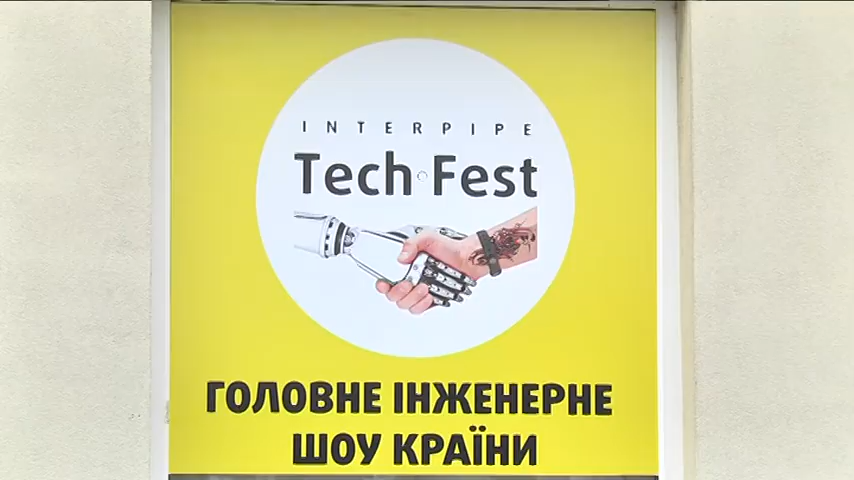 INTERPIPE
Tech Fest
ГОЛОВНЕ ІНЖЕНЕРНЕ
ШОУ КРАЇНИ